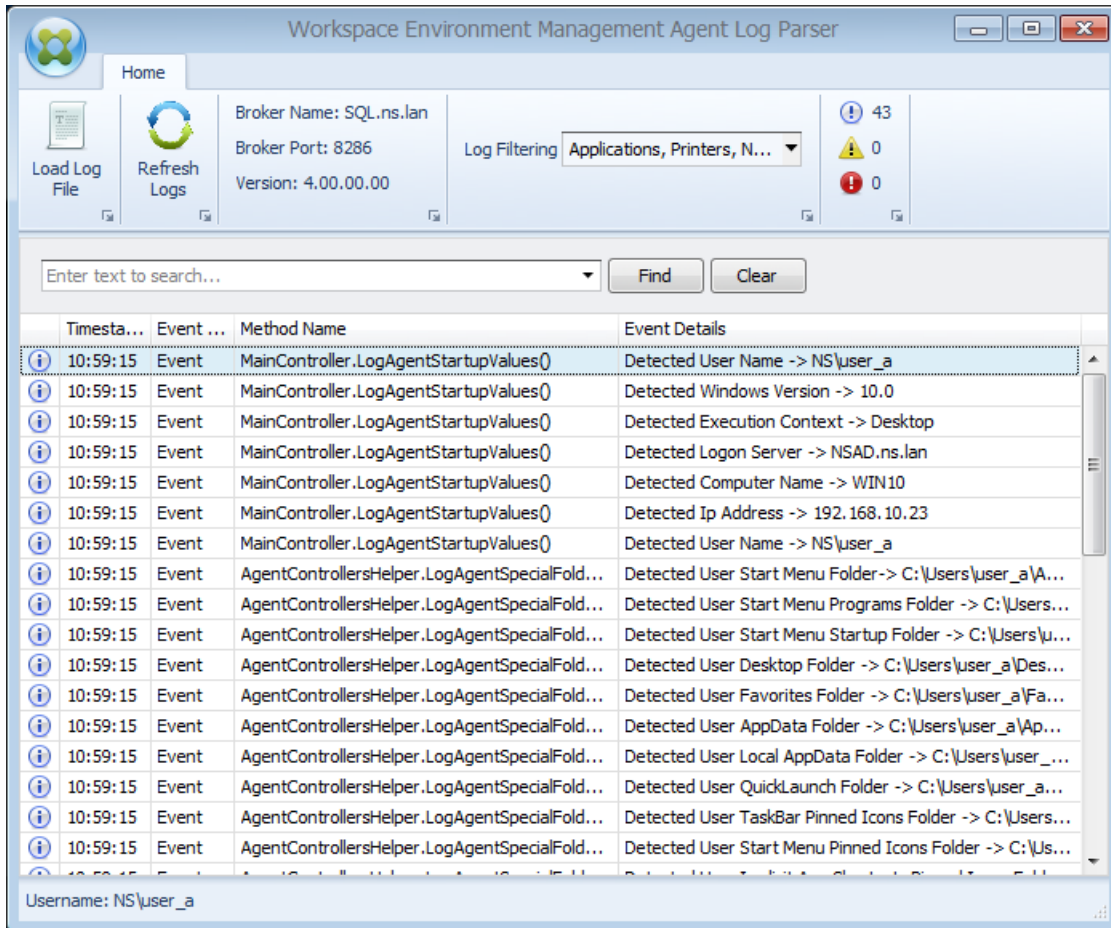 Workspace Environment Management Agent Log Parser
Home
Load Log File
Refresh Logs
Broker Name: SQL.ns.lan
Broker Port: 8286
Version: 4.00.00.00
Log Filtering Applications, Printers, N...
43
0
0
Enter text to search...
Find Clear
Timesta... Event ... Method Name Event Details
10:59:15 Event MainController.LogAgentStartupValues() Detected User Name -> NS\user_a
10:59:15 Event MainController.LogAgentStartupValues() Detected Windows Version -> 10.0
10:59:15 Event MainController.LogAgentStartupValues() Detected Execution Context -> Desktop
10:59:15 Event MainController.LogAgentStartupValues() Detected Logon Server -> NSAD.ns.lan
10:59:15 Event MainController.LogAgentStartupValues() Detected Computer Name -> WIN10
10:59:15 Event MainController.LogAgentStartupValues() Detected Ip Address -> 192.168.10.23
10:59:15 Event MainController.LogAgentStartupValues() Detected User Name -> NS\user_a
10:59:15 Event AgentControllersHelper.LogAgentSpecialFold... Detected User Start Menu Folder-> C:\Users\user_a\A...
10:59:15 Event AgentControllersHelper.LogAgentSpecialFold... Detected User Start Menu Programs Folder -> C:\Users...
10:59:15 Event AgentControllersHelper.LogAgentSpecialFold... Detected User Start Menu Startup Folder -> C:\Users\u...
10:59:15 Event AgentControllersHelper.LogAgentSpecialFold... Detected User Desktop Folder -> C:\Users\user_a\Des...
10:59:15 Event AgentControllersHelper.LogAgentSpecialFold... Detected User Favorites Folder -> C:\Users\user_a\Fa...
10:59:15 Event AgentControllersHelper.LogAgentSpecialFold... Detected User AppData Folder -> C:\Users\user_a\Ap...
10:59:15 Event AgentControllersHelper.LogAgentSpecialFold... Detected User Local AppData Folder -> C:\Users\user_...
10:59:15 Event AgentControllersHelper.LogAgentSpecialFold... Detected User QuickLaunch Folder -> C:\Users\user_a...
10:59:15 Event AgentControllersHelper.LogAgentSpecialFold... Detected User TaskBar Pinned Icons Folder -> C:\Users...
10:59:15 Event AgentControllersHelper.LogAgentSpecialFold... Detected User Start Menu Pinned Icons Folder -> C:\Us...
Username: NS\user_a